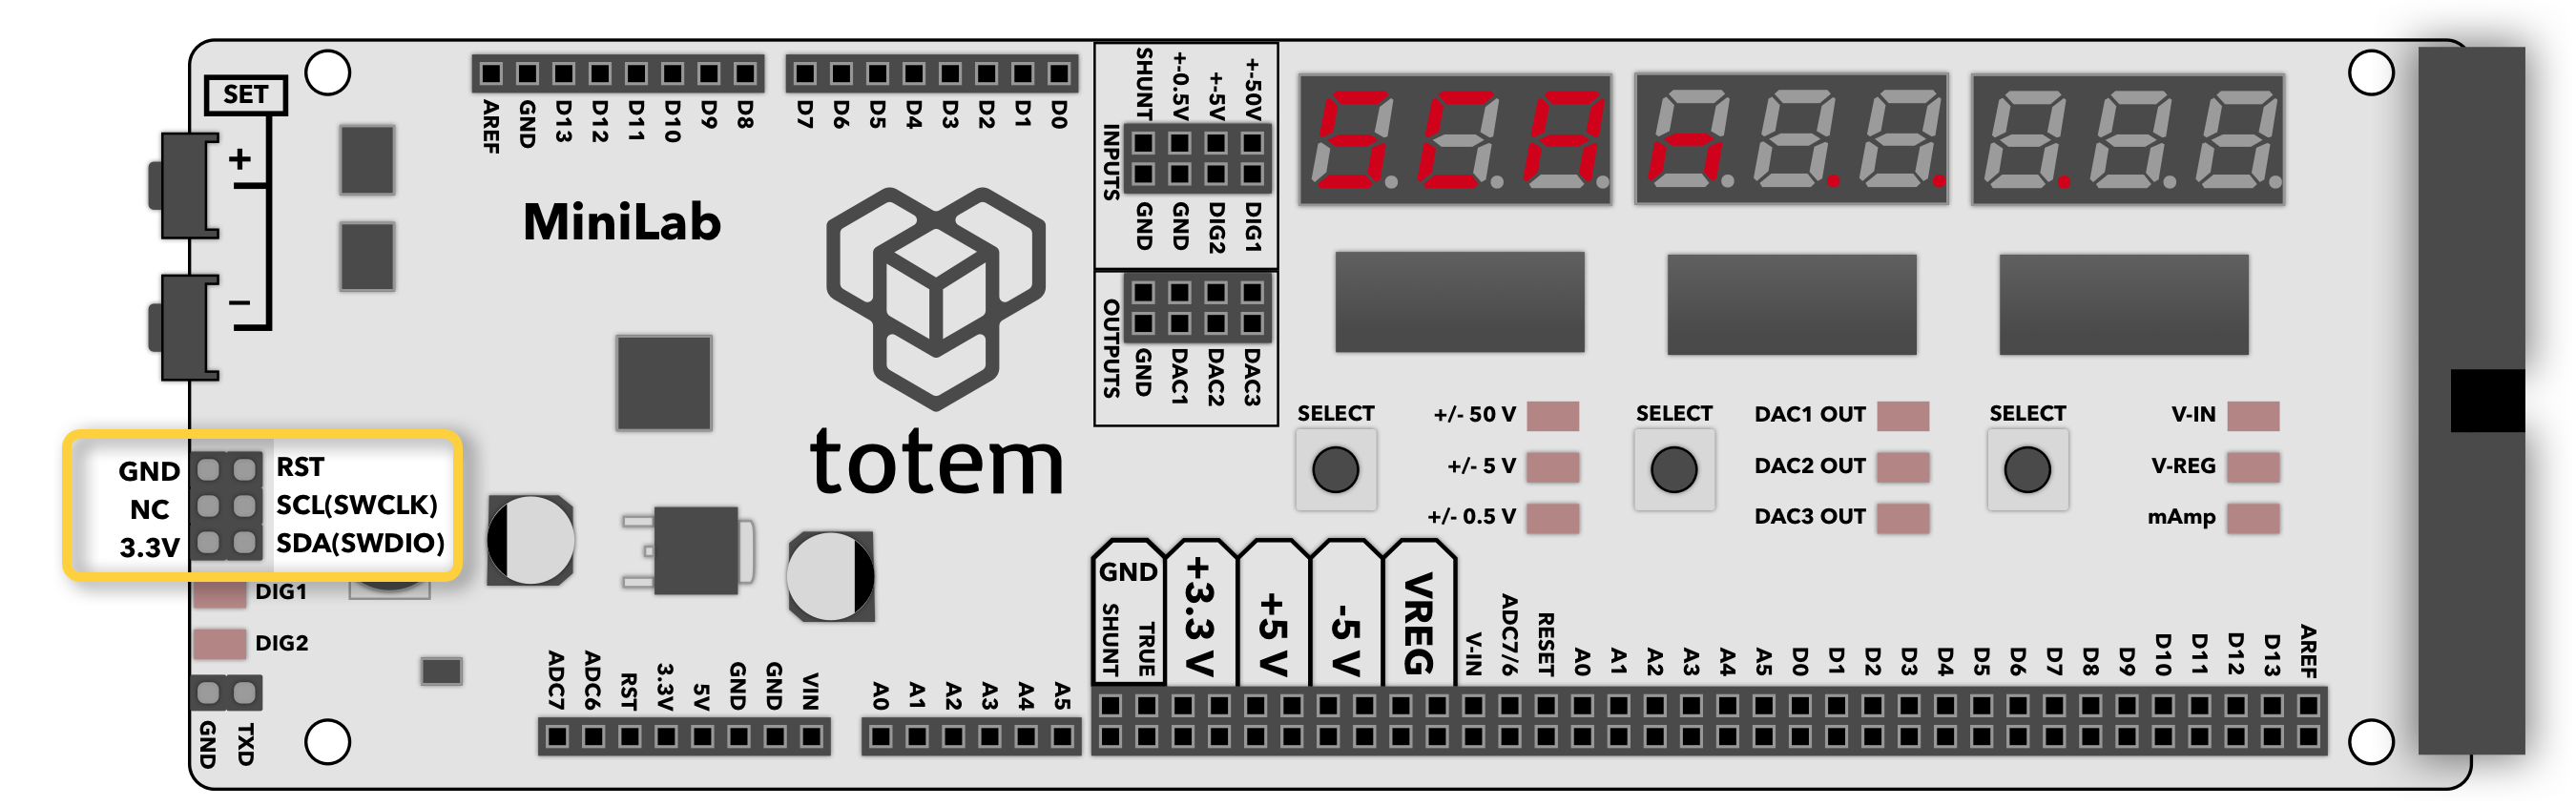 SET
+
–
AREF GND D13 D12 D11 D10 D9 D8
D7 D6 D5 D4 D3 D2 D1 D0
MiniLab
totem
SHUNT +-0.5V +-5V +-50V
INPUTS
GND GND DIG2 DIG1
OUTPUTS
GND DAC1 DAC2 DAC3
SCAn...
SELECT
+/- 50 V
+/- 5 V
+/- 0.5 V
SELECT
DAC1 OUT
DAC2 OUT
DAC3 OUT
SELECT
V-IN
V-REG
mAmp
GND RST
NC SCL(SWCLK)
3.3V SDA(SWDIO)
DIG1
DIG2
GND TXD
ADC7 ADC6 RST 3.3V 5V GND GND VIN
A0 A1 A2 A3 A4 A5
GND
SHUNT TRUE
+3.3 V +5 V -5 V VREG
V-IN ADC7/6 RESET A0 A1 A2 A3 A4 A5 D0 D1 D2 D3 D4 D5 D6 D7 D8 D9 D10 D11 D12 D13 AREF